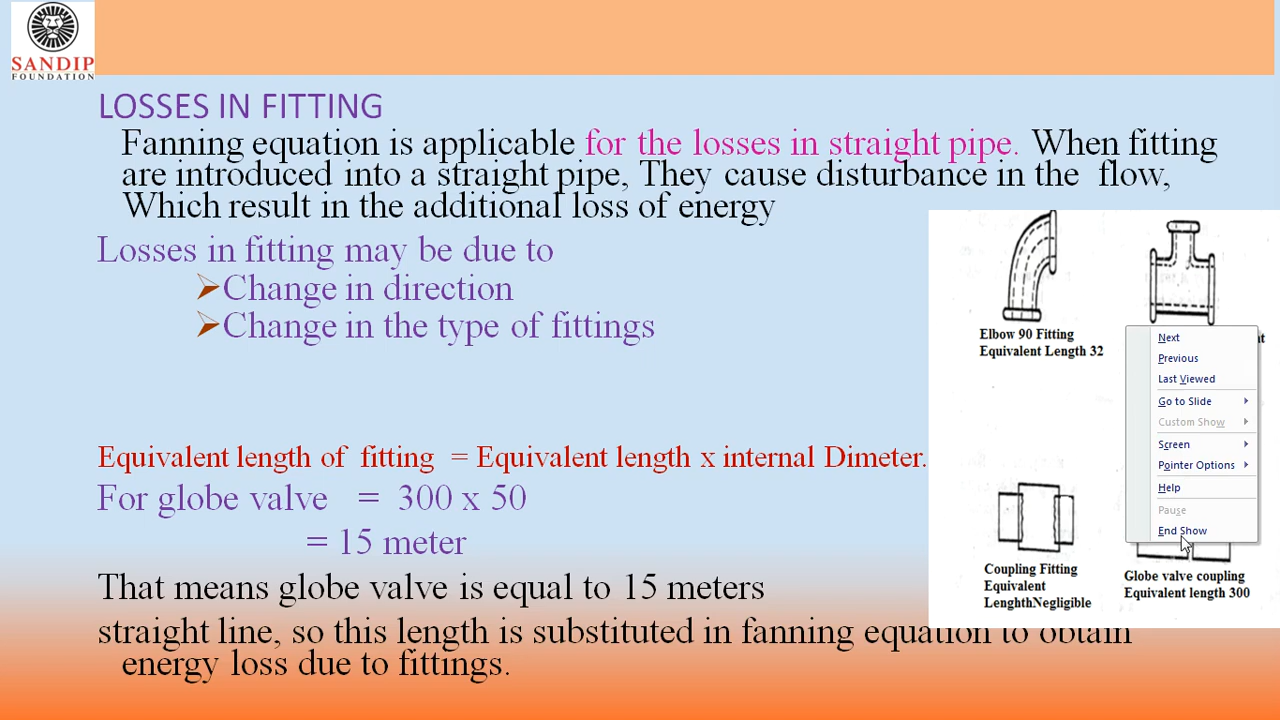 SANDIP
FOUNDATION
LOSSES IN FITTING
Fanning equation is applicable for the losses in straight pipe. When fitting
are introduced into a straight pipe, They cause disturbance in the flow,
Which result in the additional loss of energy
Losses in fitting may be due to
Change in direction
Change in the type of fittings
Elbow 90 Fitting
Equivalent Length 32
Equivalent length of fitting = Equivalent length x internal Dimeter.
For globe valve = 300 x 50
= 15 meter
That means globe valve is equal to 15 meters
straight line, so this length is substituted in fanning equation to obtain
energy loss due to fittings.
Next
Previous
Last Viewed
Go to Slide
Custom Show
Screen
Pointer Options
Help
Pause
End Show
Coupling Fitting
Equivalent
LenghthNegligible
Globe valve coupling
Equivalent length 300